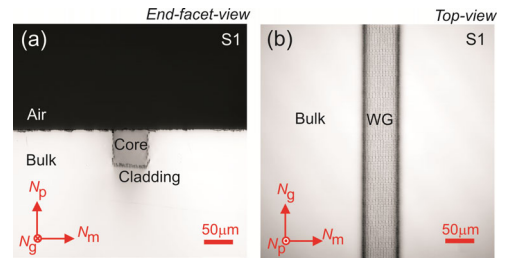 End-facet-view
(a)
S1
Air
Core
Bulk
Cladding
Np
Ng
Nm
50μm
Top-view
(b)
S1
Bulk
WG
Ng
Np
Nm
50μm